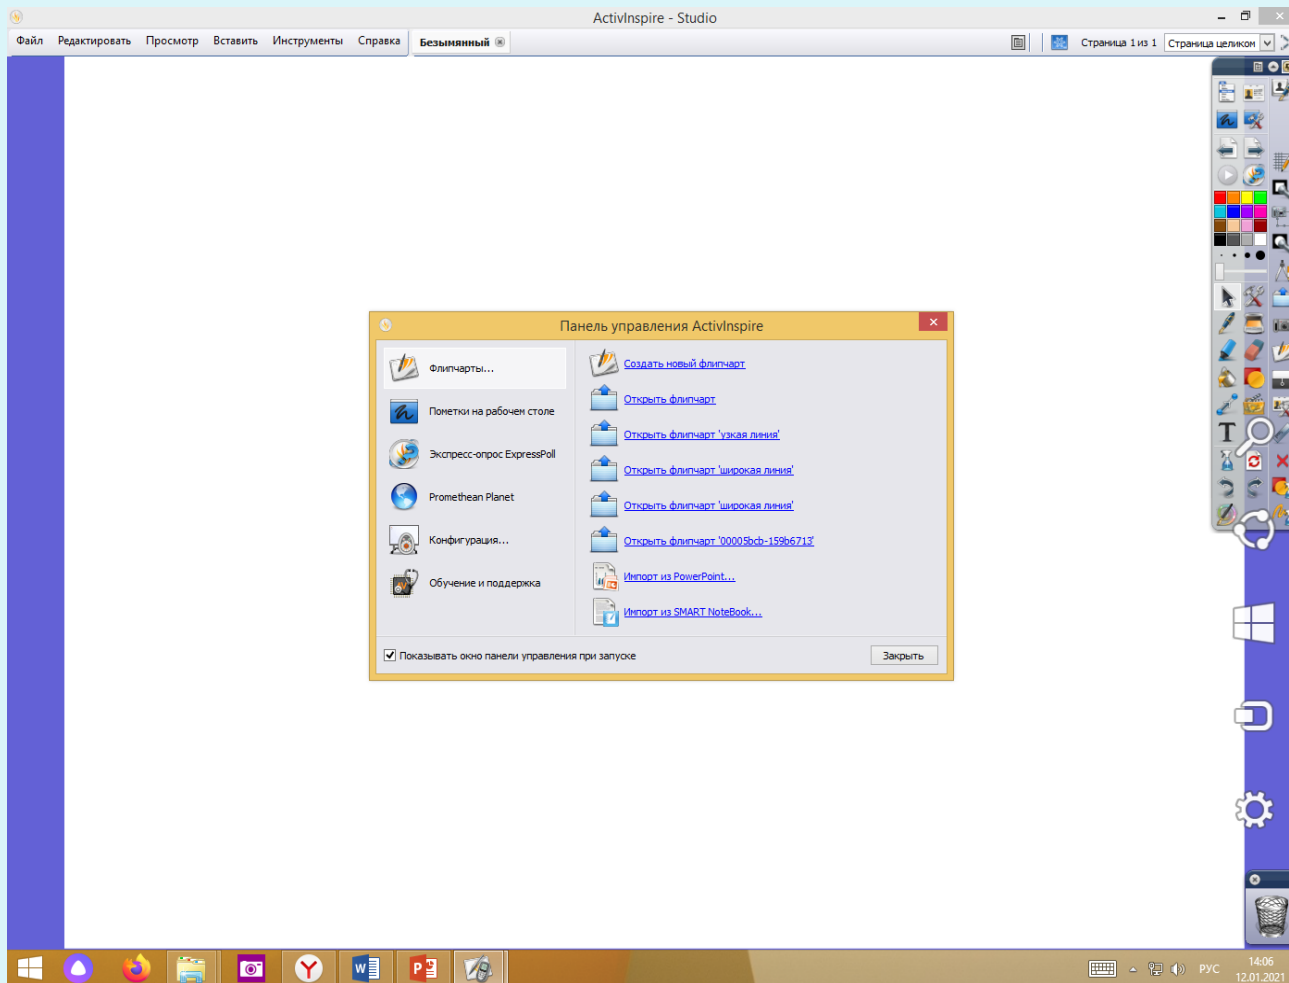 ActivInspire - Studio
Файл Редактировать Просмотр Вставить Инструменты Справка Безымянный Страница 1 из 1 Страница целиком
Панель управления ActivInspire
Флипчарты...
Пометки на рабочем столе
Экспресс-опрос ExpressPoll
Promethean Planet
Конфигурация...
Обучение и поддержка
Создать новый флипчарт
Открыть флипчарт
Открыть флипчарт 'узкая линия'
Открыть флипчарт 'широкая линия'
Открыть флипчарт 'широкая линия'
Открыть флипчарт '00005bcb-159b6713'
Импорт из PowerPoint...
Импорт из SMART NoteBook...
Показывать окно панели управления при запуске
Закрыть
РУС
14:06
12.01.2021